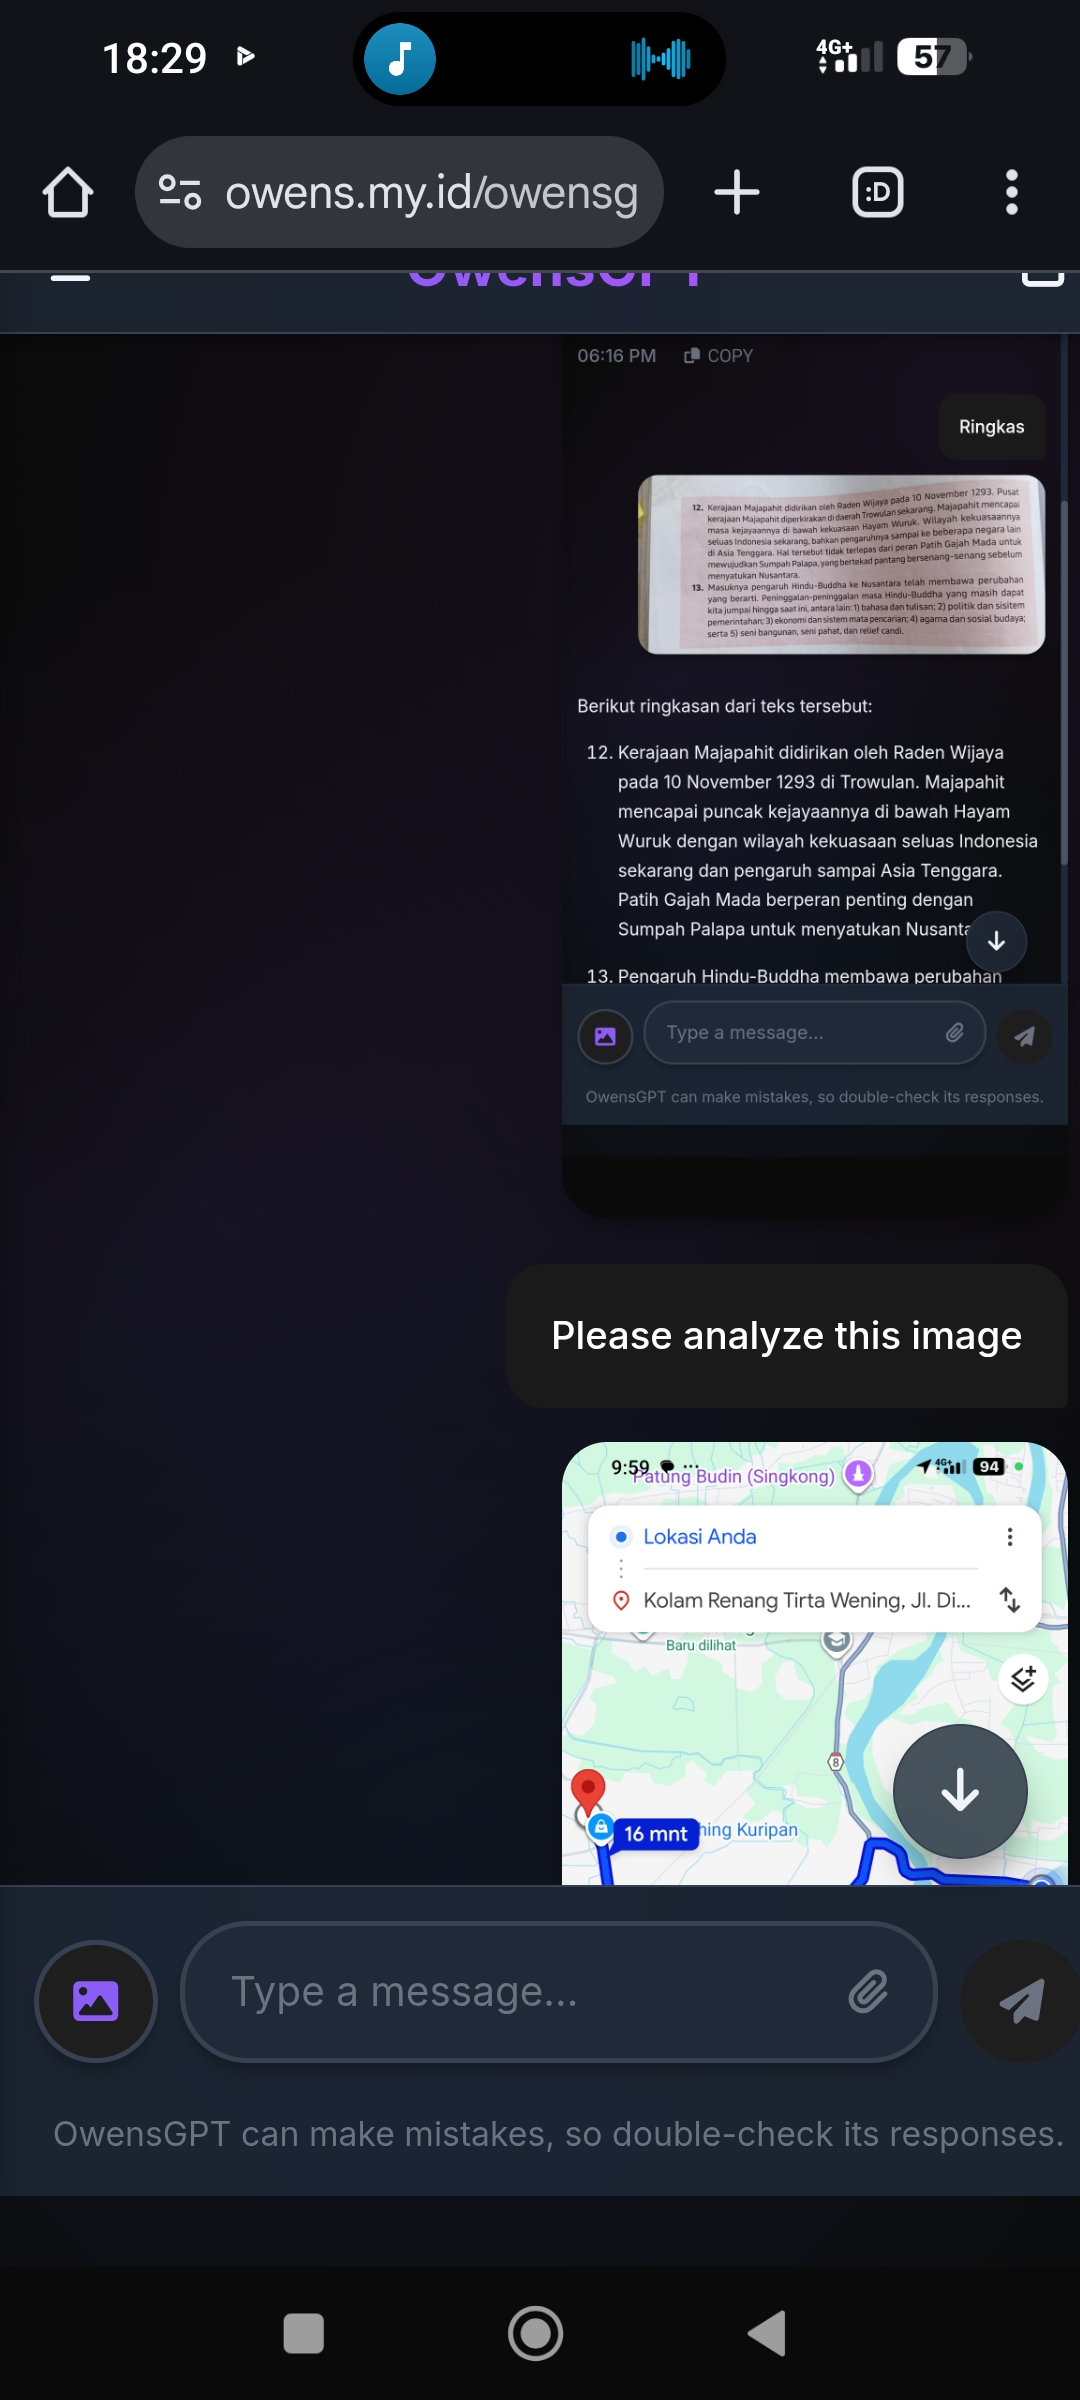 18:29
4G+
57
owens.my.id/owensg
:D
OwensGPT
06:16 PM COPY
Ringkas
12. Kerajaan Majapahit didirikan oleh Raden Wijaya pada 10 November 1293. Pusat
kerajaan Majapahit diperkirakan di daerah Trowulan sekarang. Majapahit mencapai
masa kejayaannya di bawah kekuasaan Hayam Wuruk. Wilayah kekuasaannya
seluas Indonesia sekarang, bahkan pengaruhnya sampai ke beberapa negara lain
di Asia Tenggara. Hal tersebut tidak terlepas dari peran Patih Gajah Mada untuk
mewujudkan Sumpah Palapa, yang bertekad pantang bersenang-senang sebelum
menyatukan Nusantara.
13. Masuknya pengaruh Hindu-Buddha ke Nusantara telah membawa perubahan
yang berarti. Peninggalan-peninggalan masa Hindu-Buddha yang masih dapat
kita jumpai hingga saat ini, antara lain: 1) bahasa dan tulisan; 2) politik dan sisitem
pemerintahan; 3) ekonomi dan sistem mata pencarian; 4) agama dan sosial budaya;
serta 5) seni bangunan, seni pahat, dan relief candi.
Berikut ringkasan dari teks tersebut:
12. Kerajaan Majapahit didirikan oleh Raden Wijaya
pada 10 November 1293 di Trowulan. Majapahit
mencapai puncak kejayaannya di bawah Hayam
Wuruk dengan wilayah kekuasaan seluas Indonesia
sekarang dan pengaruh sampai Asia Tenggara.
Patih Gajah Mada berperan penting dengan
Sumpah Palapa untuk menyatukan Nusanta
13. Pengaruh Hindu-Buddha membawa perubahan
Type a message...
OwensGPT can make mistakes, so double-check its responses.
Please analyze this image
9:59
4G+
94
Patung Budin (Singkong)
Lokasi Anda
Kolam Renang Tirta Wening, Jl. Di...
Baru dilihat
8
16 mnt
hing Kuripan
Type a message...
OwensGPT can make mistakes, so double-check its responses.